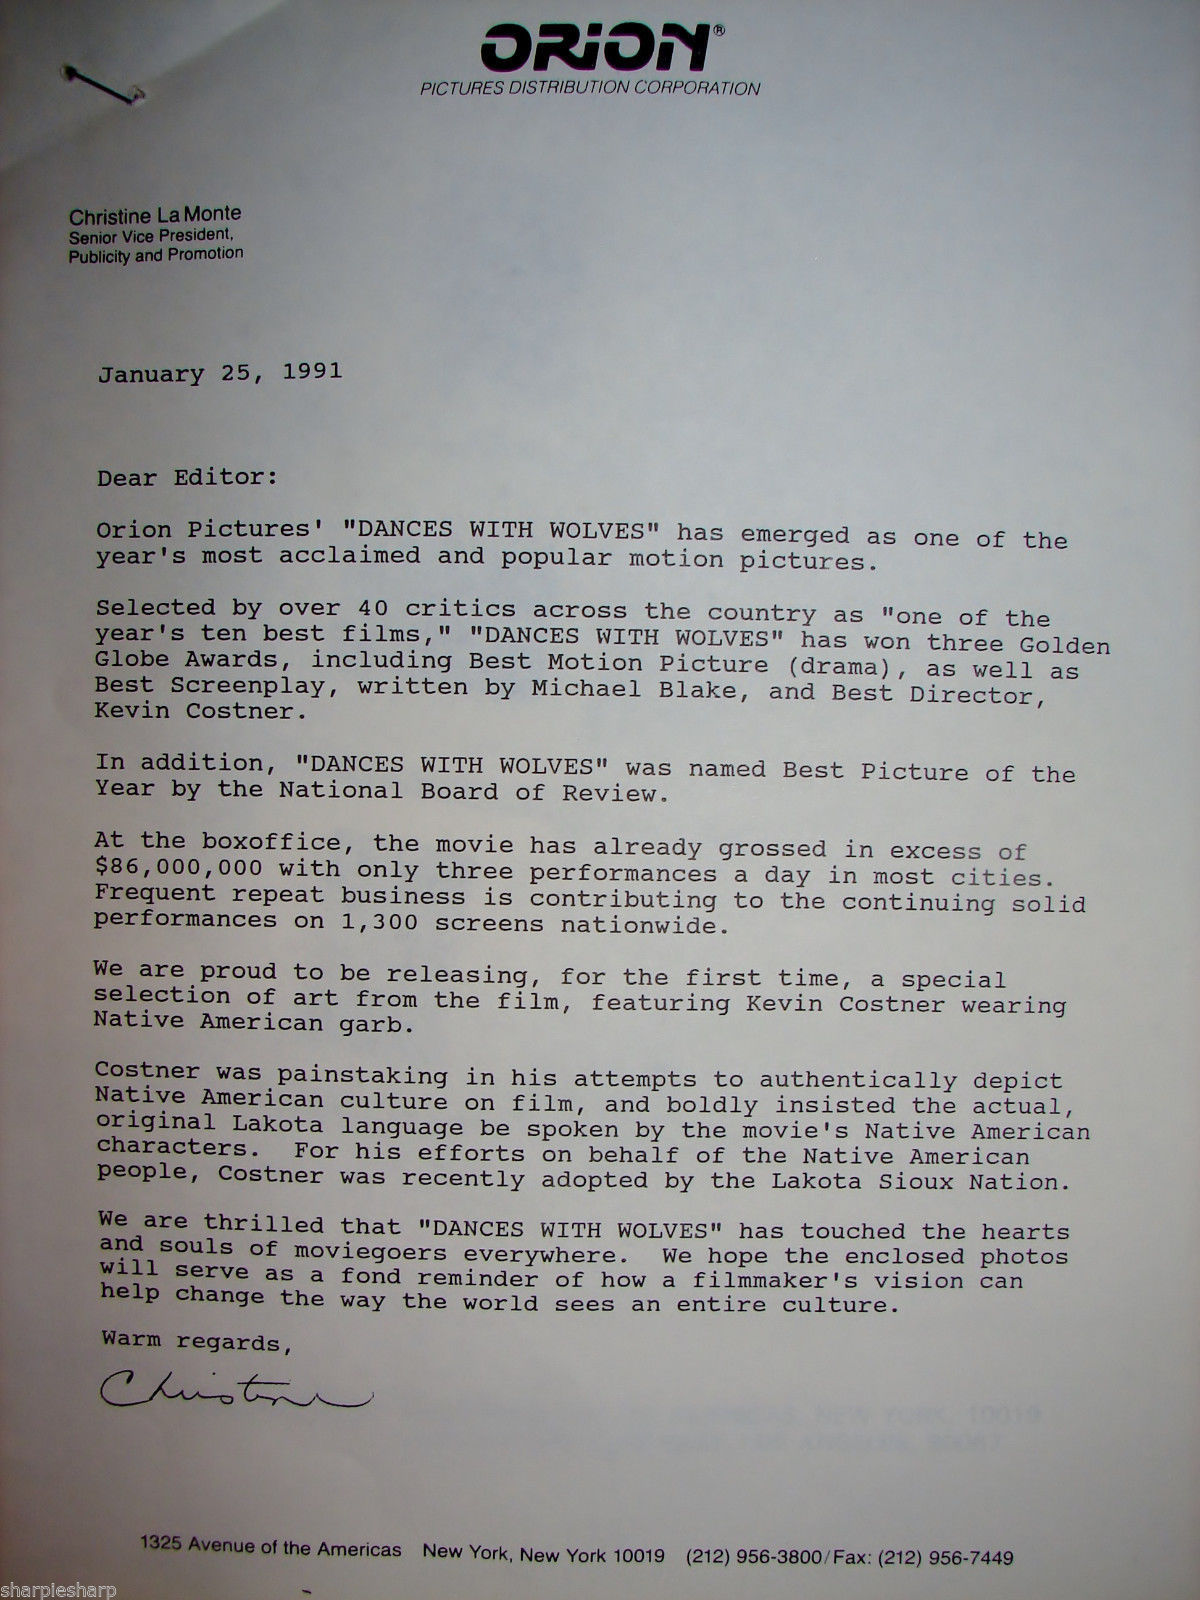 ORION®
PICTURES DISTRIBUTION CORPORATION
Christine La Monte
Senior Vice President,
Publicity and Promotion
January 25, 1991
Dear Editor:
Orion Pictures' "DANCES WITH WOLVES" has emerged as one of the
year's most acclaimed and popular motion pictures.
Selected by over 40 critics across the country as "one of the
year's ten best films," "DANCES WITH WOLVES" has won three Golden
Globe Awards, including Best Motion Picture (drama), as well as
Best Screenplay, written by Michael Blake, and Best Director,
Kevin Costner.
In addition, "DANCES WITH WOLVES" was named Best Picture of the
Year by the National Board of Review.
At the boxoffice, the movie has already grossed in excess of
$86,000,000 with only three performances a day in most cities.
Frequent repeat business is contributing to the continuing solid
performances on 1,300 screens nationwide.
We are proud to be releasing, for the first time, a special
selection of art from the film, featuring Kevin Costner wearing
Native American garb.
Costner was painstaking in his attempts to authentically depict
Native American culture on film, and boldly insisted the actual,
original Lakota language be spoken by the movie's Native American
characters.  For his efforts on behalf of the Native American
people, Costner was recently adopted by the Lakota Sioux Nation.
We are thrilled that "DANCES WITH WOLVES" has touched the hearts
and souls of moviegoers everywhere.  We hope the enclosed photos
will serve as a fond reminder of how a filmmaker's vision can
help change the way the world sees an entire culture.
Warm regards,
Christine
1325 Avenue of the Americas New York, New York 10019 (212) 956-3800/Fax: (212) 956-7449
sharpiesharp